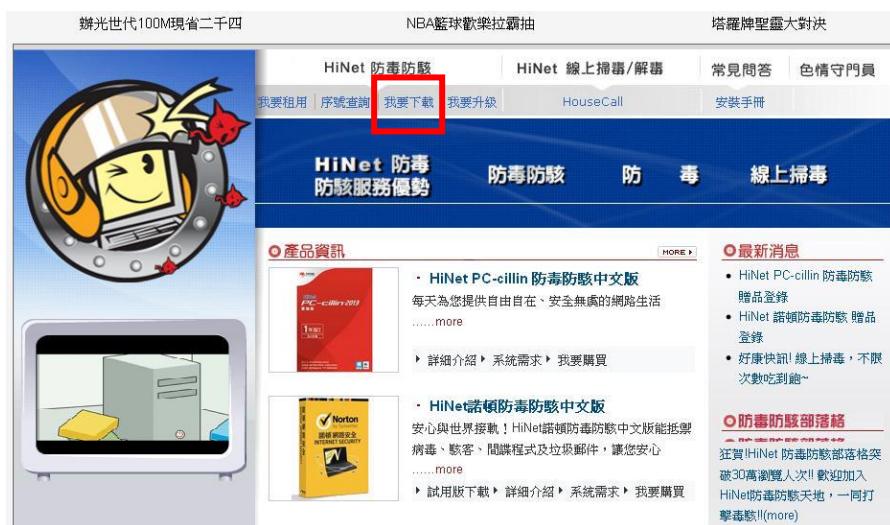 辦光世代100M現省二千四
NBA籃球歡樂拉霸抽
塔羅牌聖靈大對決
HiNet 防毒防駭
HiNet 線上掃毒/解毒
常見問答
色情守門員
我要租用
序號查詢
我要下載
我要升級
HouseCall
安裝手冊
HiNet 防毒
防駭服務優勢
防毒防駭
防 毒
線上掃毒
產品資訊
MORE
HiNet PC-cillin 防毒防駭中文版
每天為您提供自由自在、安全無虞的網路生活
……more
詳細介紹
系統需求
我要購買
PC-cillin 2013
HiNet諾頓防毒防駭中文版
安心與世界接軌！HiNet諾頓防毒防駭中文版能抵禦
病毒、駭客、間諜程式及垃圾郵件，讓您安心
……more
試用版下載
詳細介紹
系統需求
我要購買
Norton
諾頓 網路安全
INTERNET SECURITY
最新消息
HiNet PC-cillin 防毒防駭
贈品登錄
HiNet 諾頓防毒防駭 贈品
登錄
好康快訊! 線上掃毒，不限
次數吃到飽~
防毒防駭部落格
狂賀!HiNet 防毒防駭部落格突
破30萬瀏覽人次!! 歡迎加入
HiNet防毒防駭天地，一同打
擊毒駭!!(more)